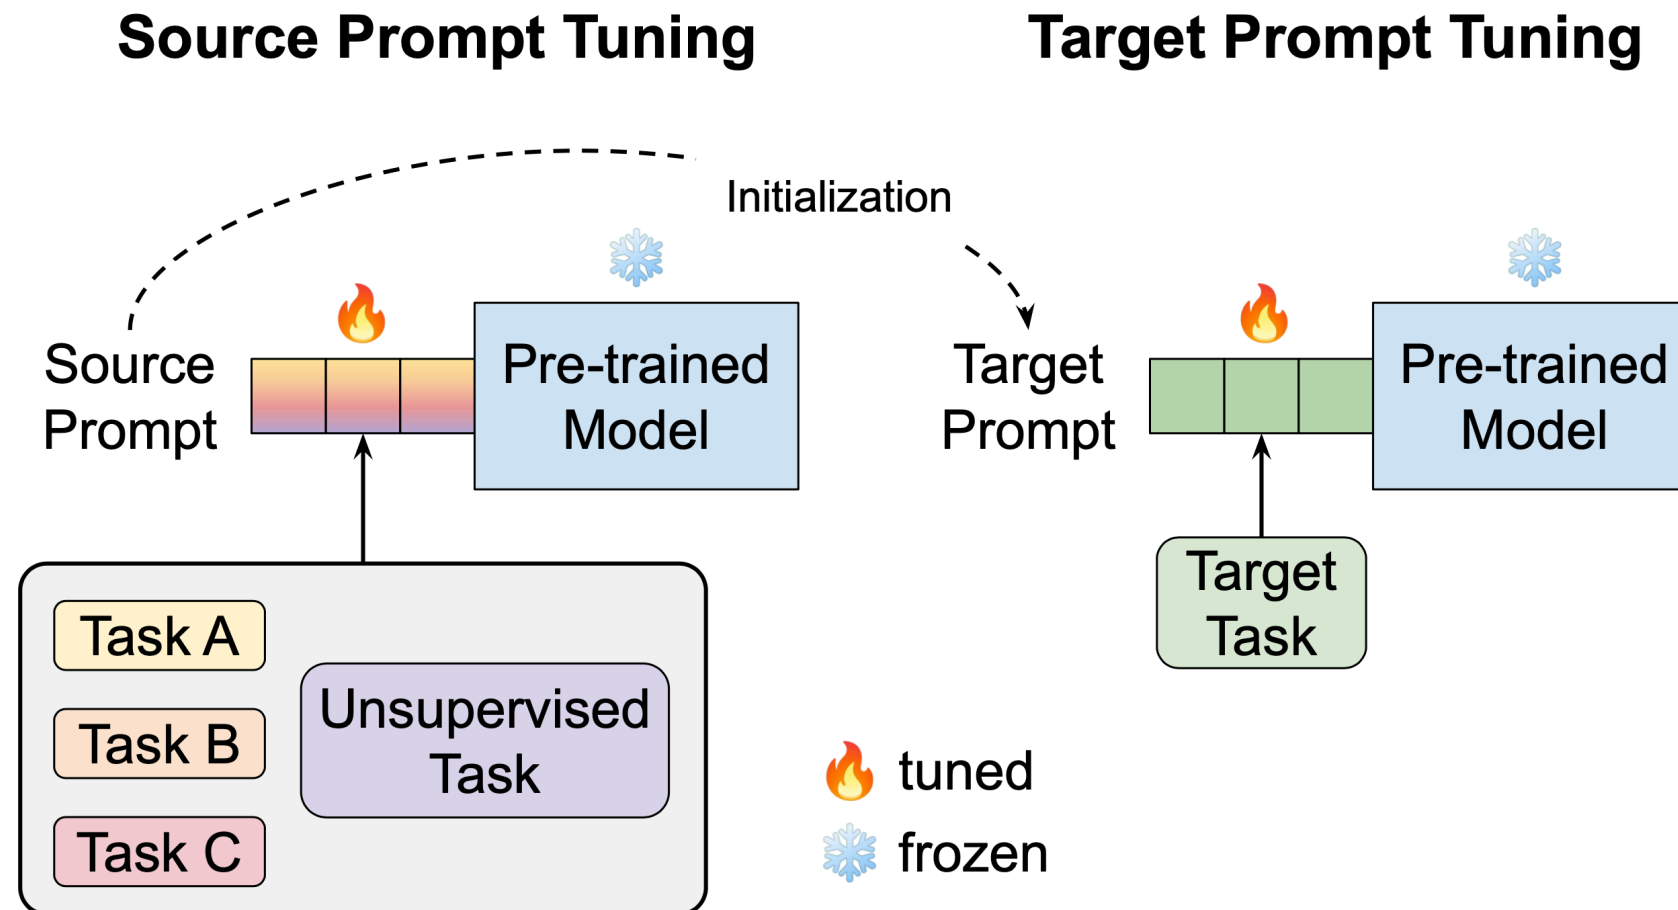 Source Prompt Tuning
Target Prompt Tuning
Initialization
Source
Prompt
Pre-trained
Model
Target
Prompt
Pre-trained
Model
Task A
Task B
Task C
Unsupervised
Task
Target
Task
tuned
frozen